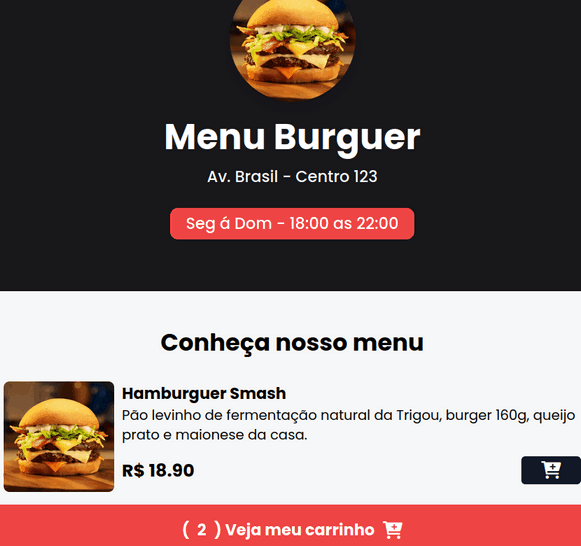 Menu Burguer
Av. Brasil - Centro 123
Seg á Dom - 18:00 as 22:00
Conheça nosso menu
Hamburguer Smash
Pão levinho de fermentação natural da Trigou, burger 160g, queijo
prato e maionese da casa.
R$ 18.90
( 2 ) Veja meu carrinho